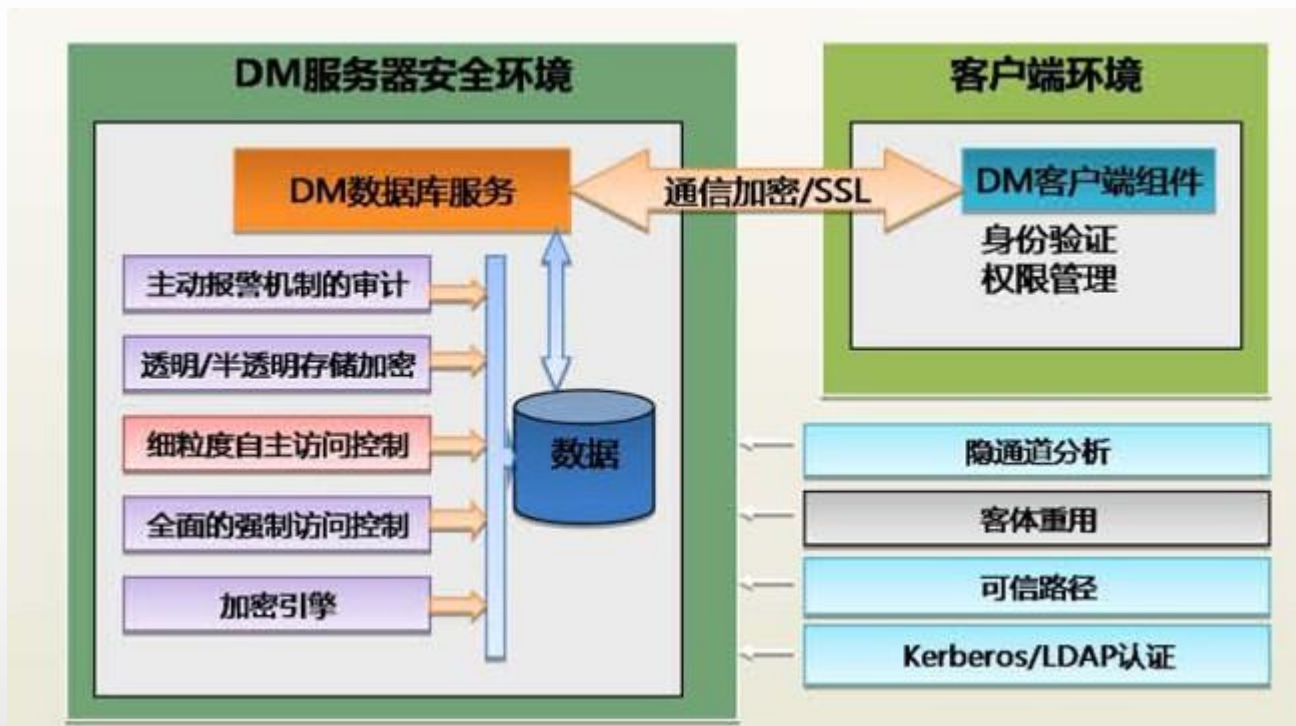 DM服务器安全环境
客户端环境
DM数据库服务
通信加密/SSL
DM客户端组件
身份验证
权限管理
主动报警机制的审计
透明/半透明存储加密
细粒度自主访问控制
全面的强制访问控制
加密引擎
数据
隐通道分析
客体重用
可信路径
Kerberos/LDAP认证